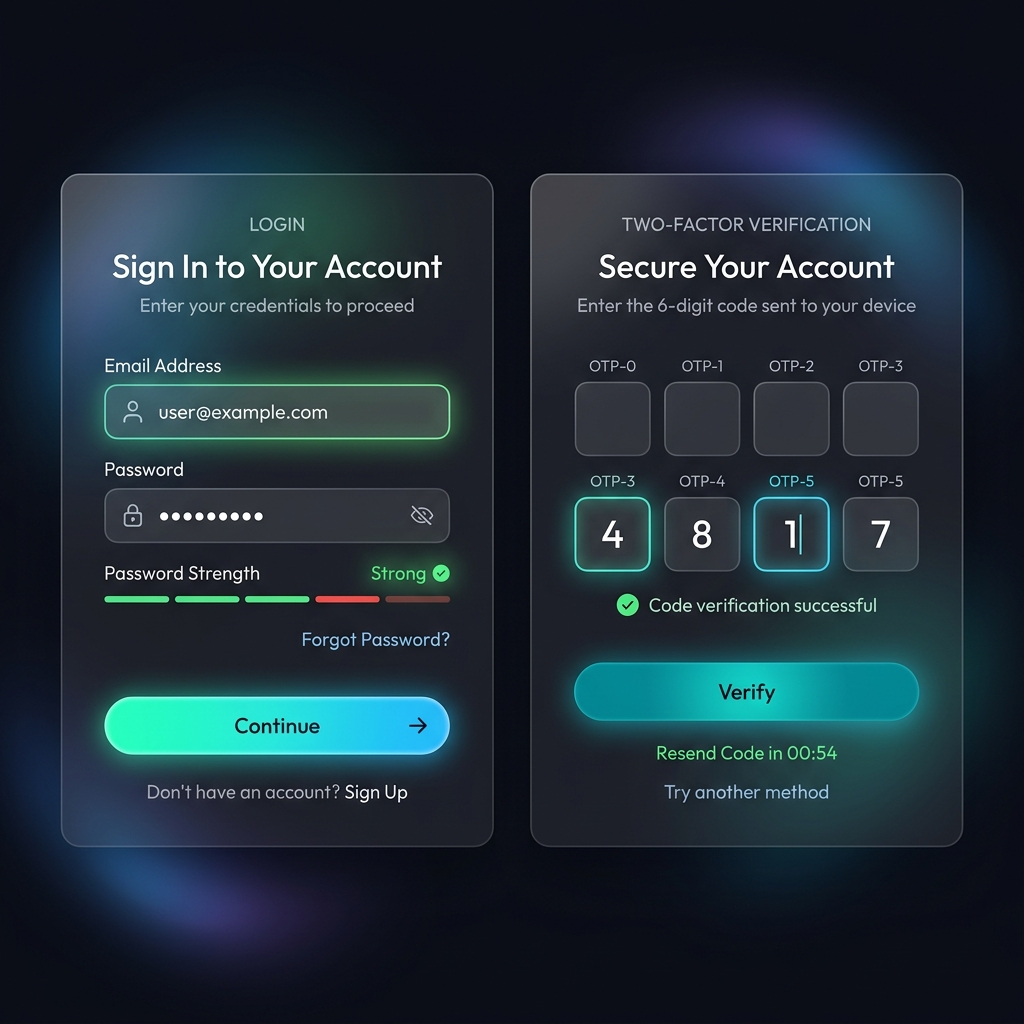 LOGIN
Sign In to Your Account
Enter your credentials to proceed
Email Address
user@example.com
Password
•••••••••
Password Strength
Strong
Forgot Password?
Continue
Don't have an account? Sign Up
TWO-FACTOR VERIFICATION
Secure Your Account
Enter the 6-digit code sent to your device
OTP-0 OTP-1 OTP-2 OTP-3
OTP-3 OTP-4 OTP-5 OTP-5
4 8 1 7
Code verification successful
Verify
Resend Code in 00:54
Try another method